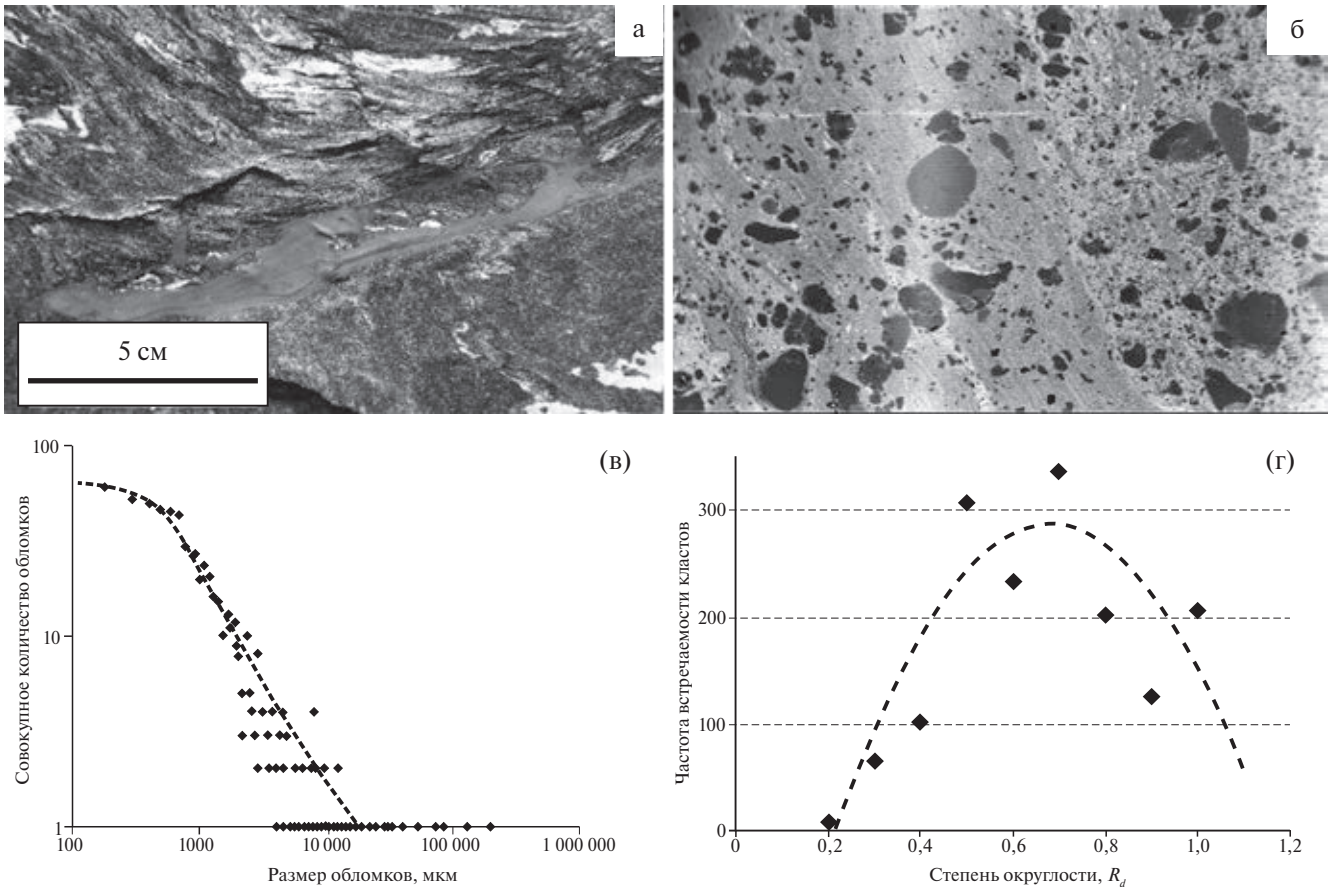 а
б
5 см
(в)
100
10
1
100
1000
10 000
100 000
1 000 000
Совокупное количество обломков
Размер обломков, мкм
(г)
300
200
100
0
0
0,2
0,4
0,6
0,8
1,0
1,2
Частота встречаемости кластов
Степень округлости, R_d